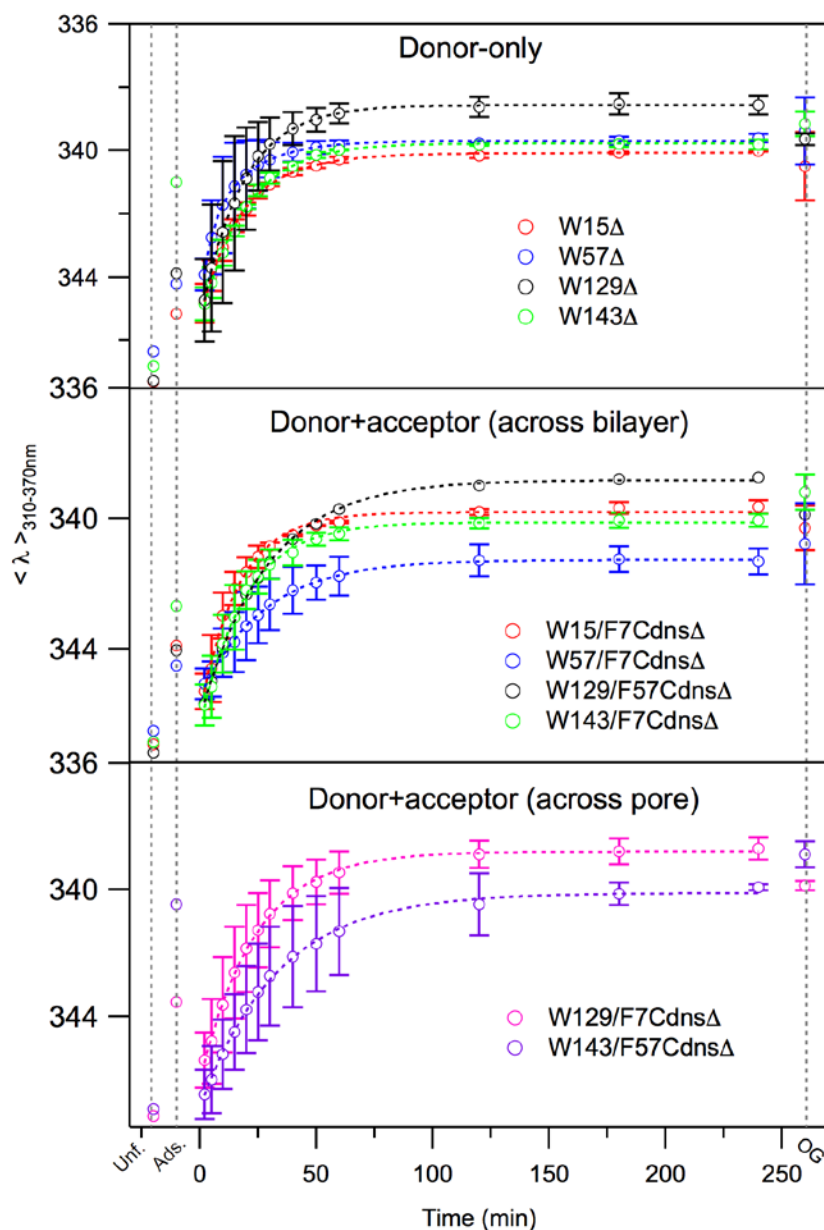 336
Donor-only
340
W15Δ
W57Δ
344
W129Δ
W143Δ
336
Donor+acceptor (across bilayer)
< λ >310-370nm
340
344
W15/F7CdnsΔ
W57/F7CdnsΔ
W129/F57CdnsΔ
W143/F7CdnsΔ
336
Donor+acceptor (across pore)
340
344
W129/F7CdnsΔ
W143/F57CdnsΔ
Unf. Ads. 0 50 100 150 200 250 OG
Time (min)